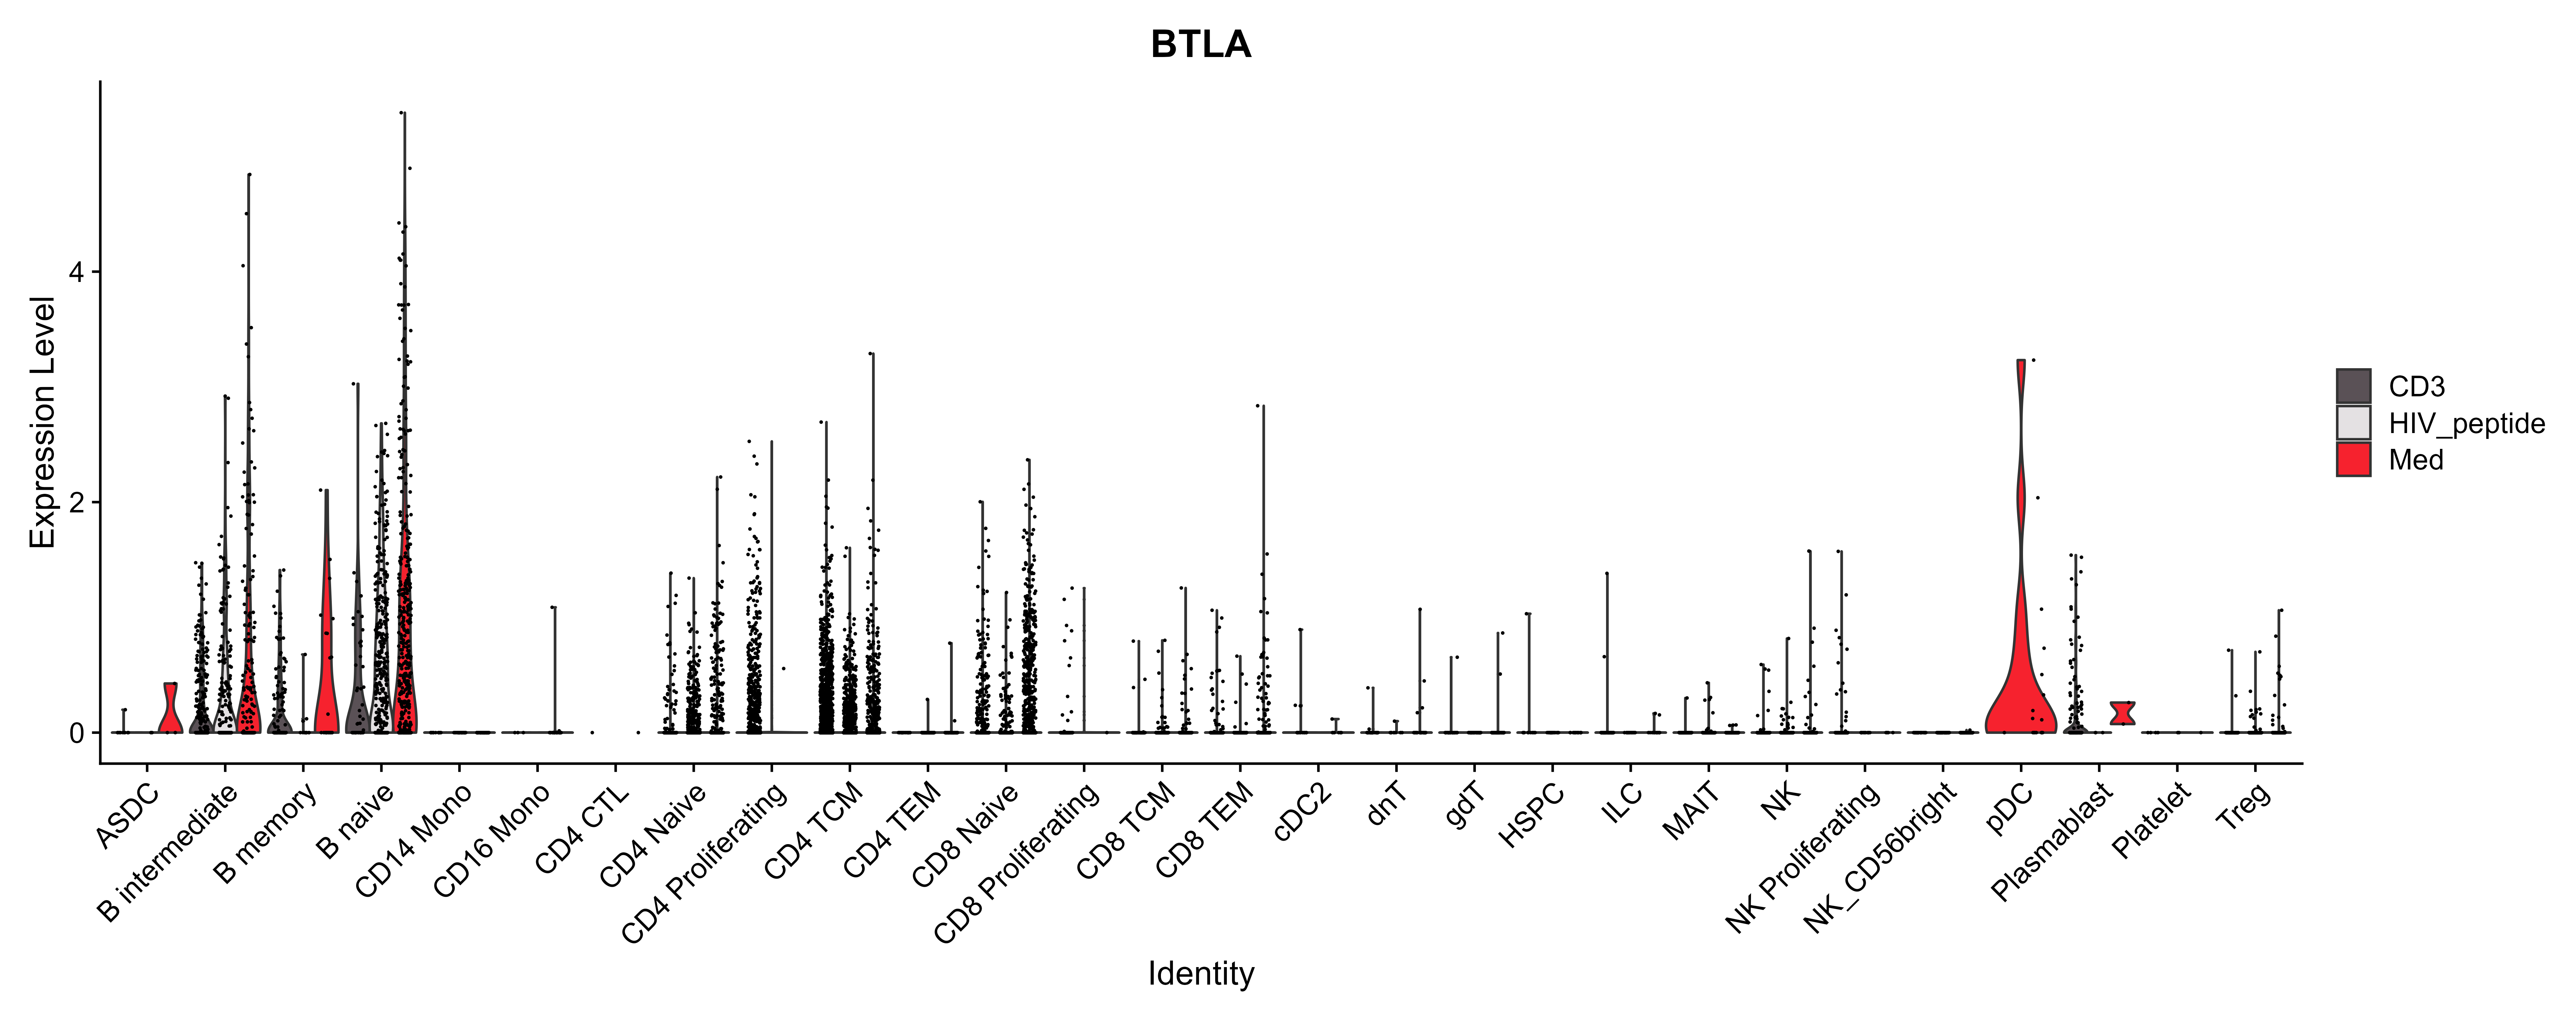 BTLA
Expression Level
4
2
0
CD3
HIV_peptide
Med
ASDC
B intermediate
B memory
B naive
CD14 Mono
CD16 Mono
CD4 CTL
CD4 Naive
CD4 Proliferating
CD4 TCM
CD4 TEM
CD8 Naive
CD8 Proliferating
CD8 TCM
CD8 TEM
cDC2
dnT
gdT
HSPC
ILC
MAIT
NK
NK Proliferating
NK_CD56bright
pDC
Plasmablast
Platelet
Treg
Identity